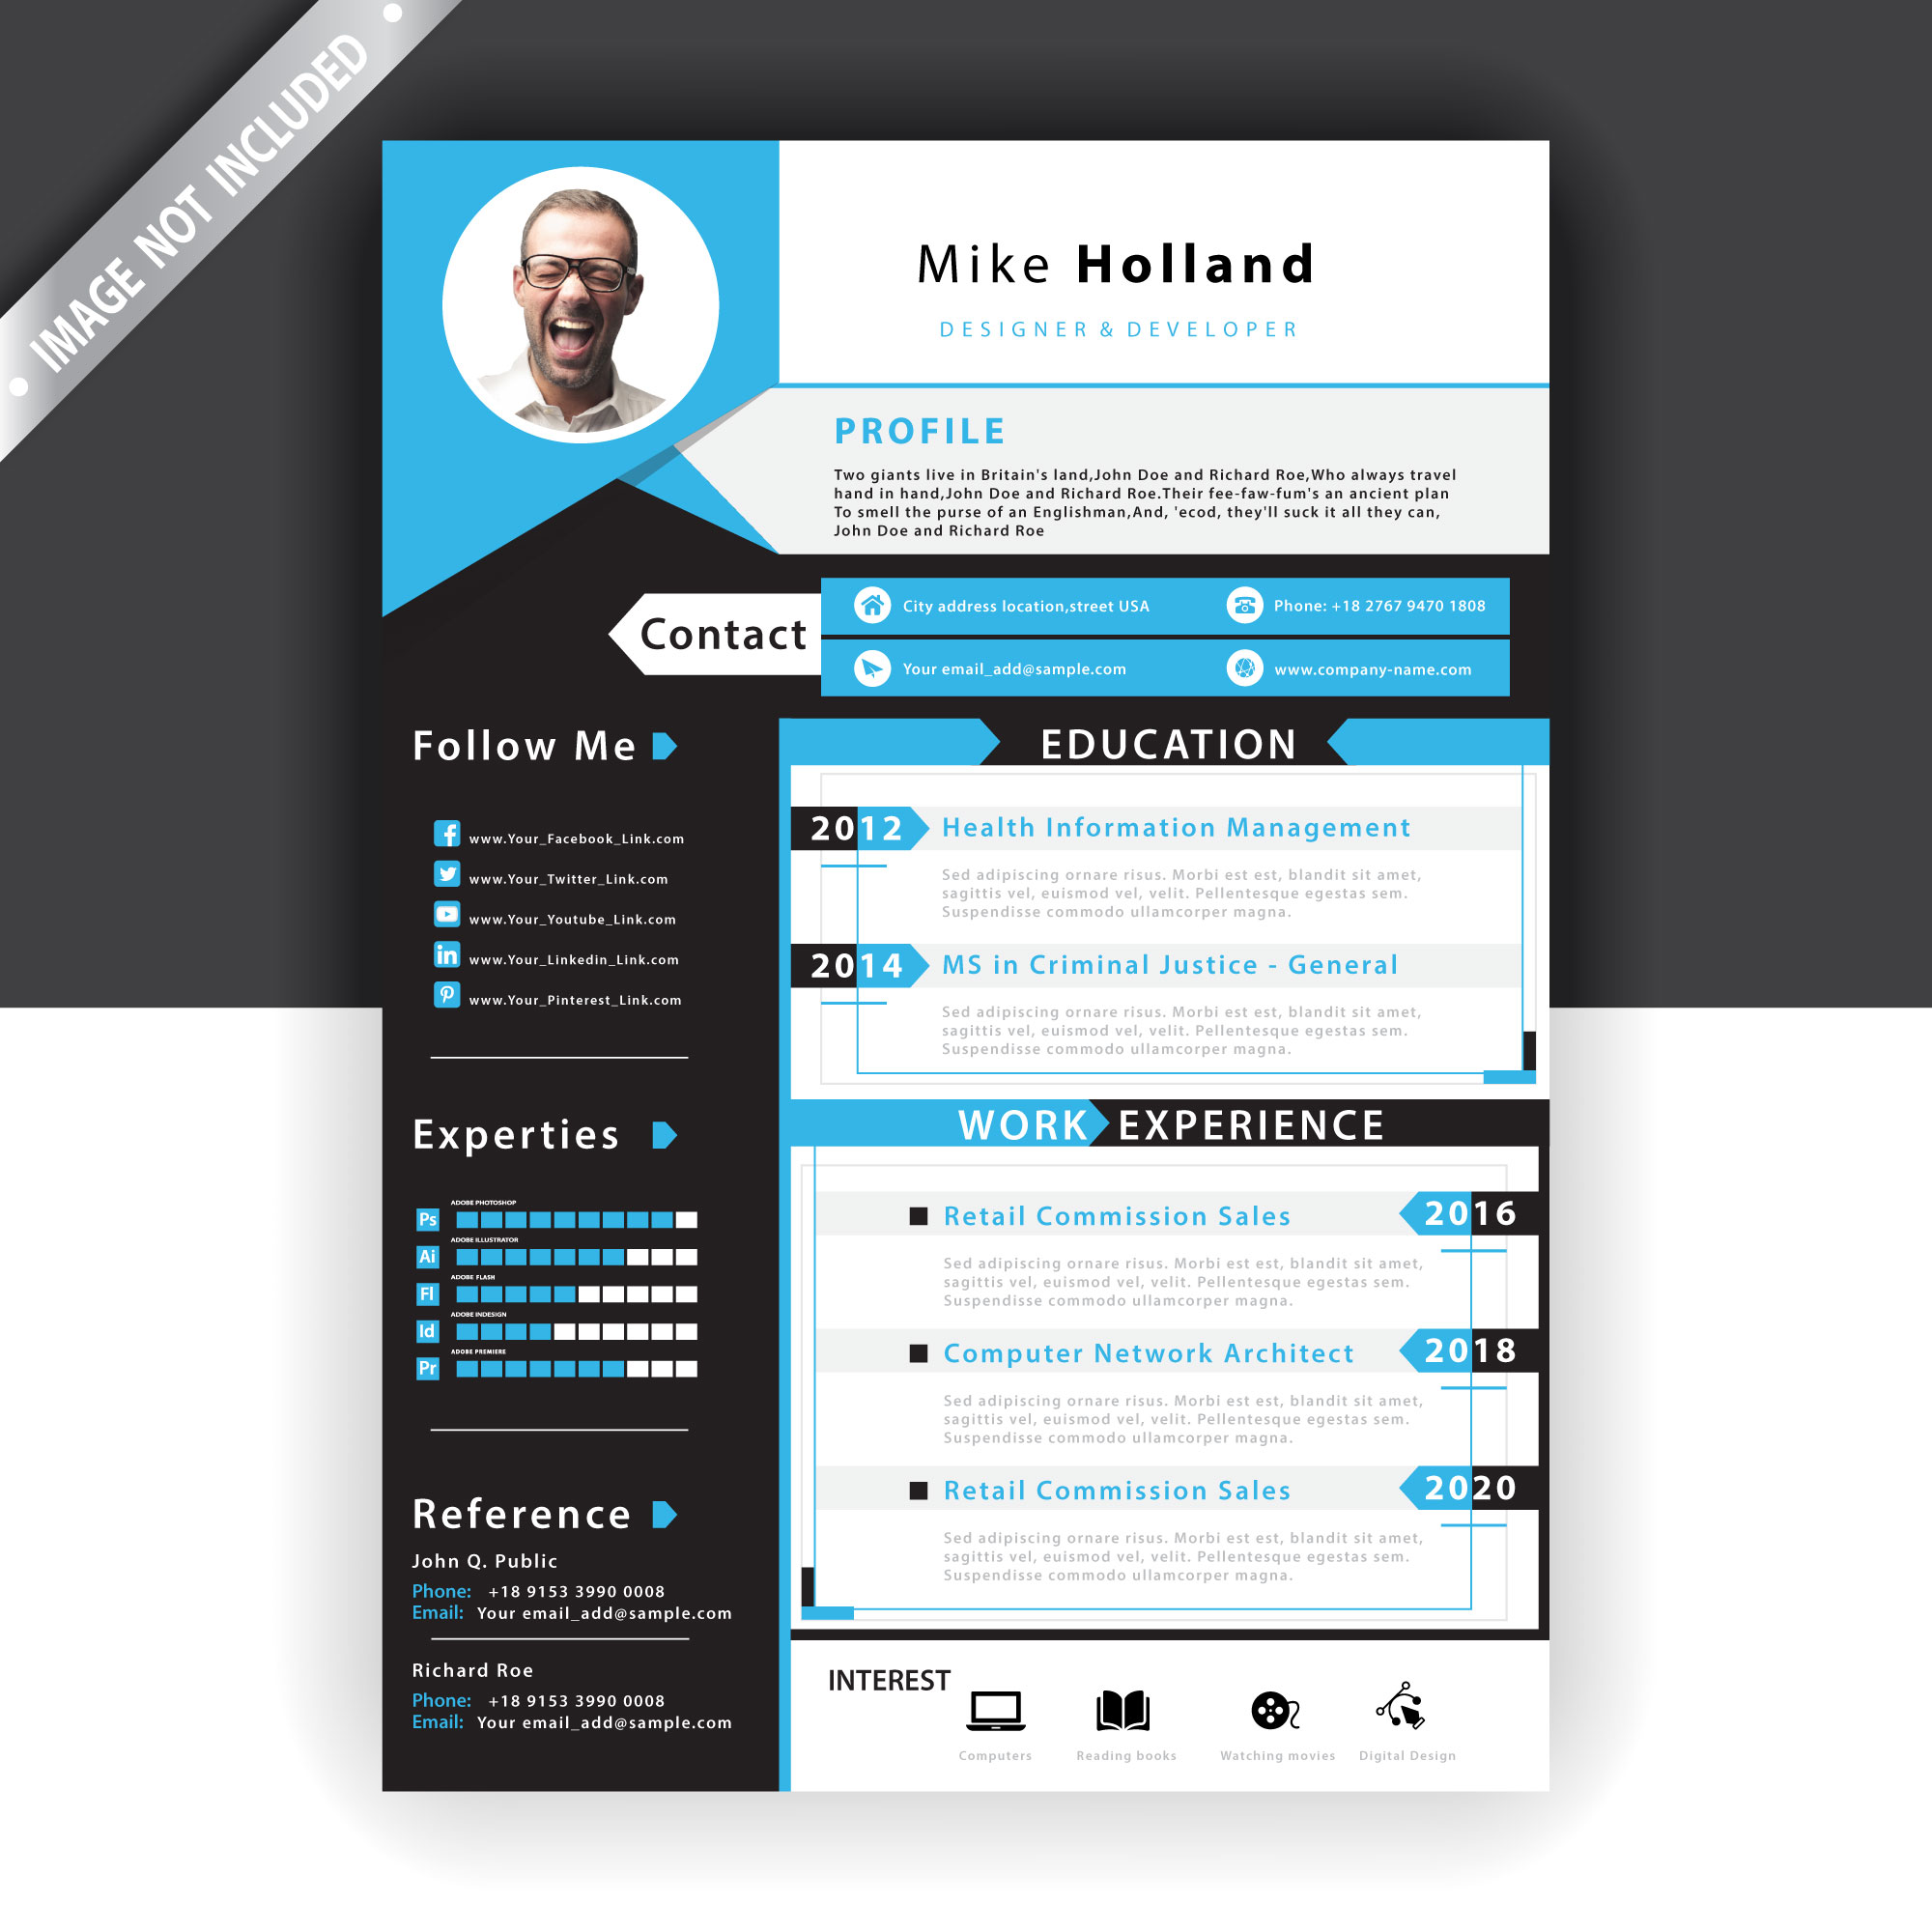 IMAGE NOT INCLUDED
Mike Holland
DESIGNER & DEVELOPER
PROFILE
Two giants live in Britain's land,John Doe and Richard Roe,Who always travel
hand in hand,John Doe and Richard Roe.Their fee-faw-fum's an ancient plan
To smell the purse of an Englishman,And, 'ecod, they'll suck it all they can,
John Doe and Richard Roe
Contact
City address location,street USA
Phone: +18 2767 9470 1808
Your email_add@sample.com
www.company-name.com
Follow Me
www.Your_Facebook_Link.com
www.Your_Twitter_Link.com
www.Your_Youtube_Link.com
in www.Your_Linkedin_Link.com
www.Your_Pinterest_Link.com
Experties
ADOBE PHOTOSHOP
Ps
ADOBE ILLUSTRATOR
Ai
ADOBE FLASH
Fl
ADOBE INDESIGN
Id
ADOBE PREMIERE
Pr
Reference
John Q. Public
Phone: +18 9153 3990 0008
Email: Your email_add@sample.com
Richard Roe
Phone: +18 9153 3990 0008
Email: Your email_add@sample.com
EDUCATION
2012 Health Information Management
Sed adipiscing ornare risus. Morbi est est, blandit sit amet,
sagittis vel, euismod vel, velit. Pellentesque egestas sem.
Suspendisse commodo ullamcorper magna.
2014 MS in Criminal Justice - General
Sed adipiscing ornare risus. Morbi est est, blandit sit amet,
sagittis vel, euismod vel, velit. Pellentesque egestas sem.
Suspendisse commodo ullamcorper magna.
WORK EXPERIENCE
Retail Commission Sales 2016
Sed adipiscing ornare risus. Morbi est est, blandit sit amet,
sagittis vel, euismod vel, velit. Pellentesque egestas sem.
Suspendisse commodo ullamcorper magna.
Computer Network Architect 2018
Sed adipiscing ornare risus. Morbi est est, blandit sit amet,
sagittis vel, euismod vel, velit. Pellentesque egestas sem.
Suspendisse commodo ullamcorper magna.
Retail Commission Sales 2020
Sed adipiscing ornare risus. Morbi est est, blandit sit amet,
sagittis vel, euismod vel, velit. Pellentesque egestas sem.
Suspendisse commodo ullamcorper magna.
INTEREST
Computers
Reading books
Watching movies
Digital Design